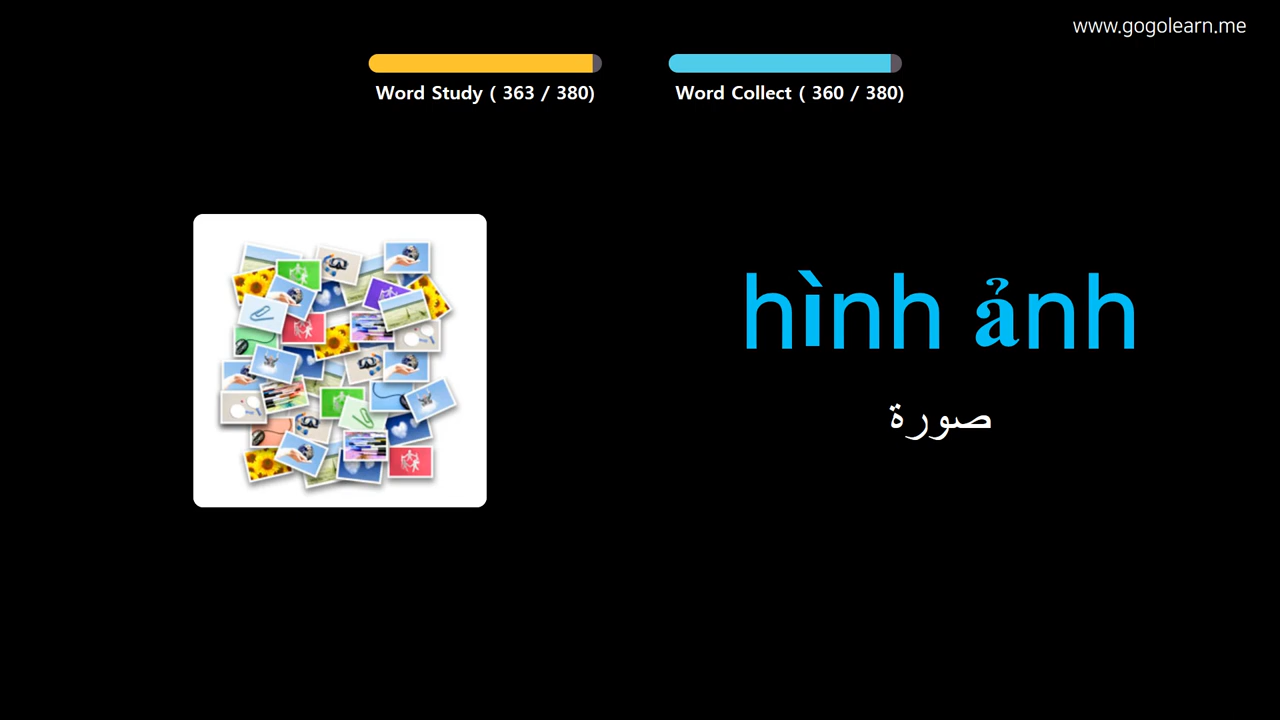 www.gogolearn.me
Word Study ( 363 / 380)
Word Collect ( 360 / 380)
hình ảnh
صورة